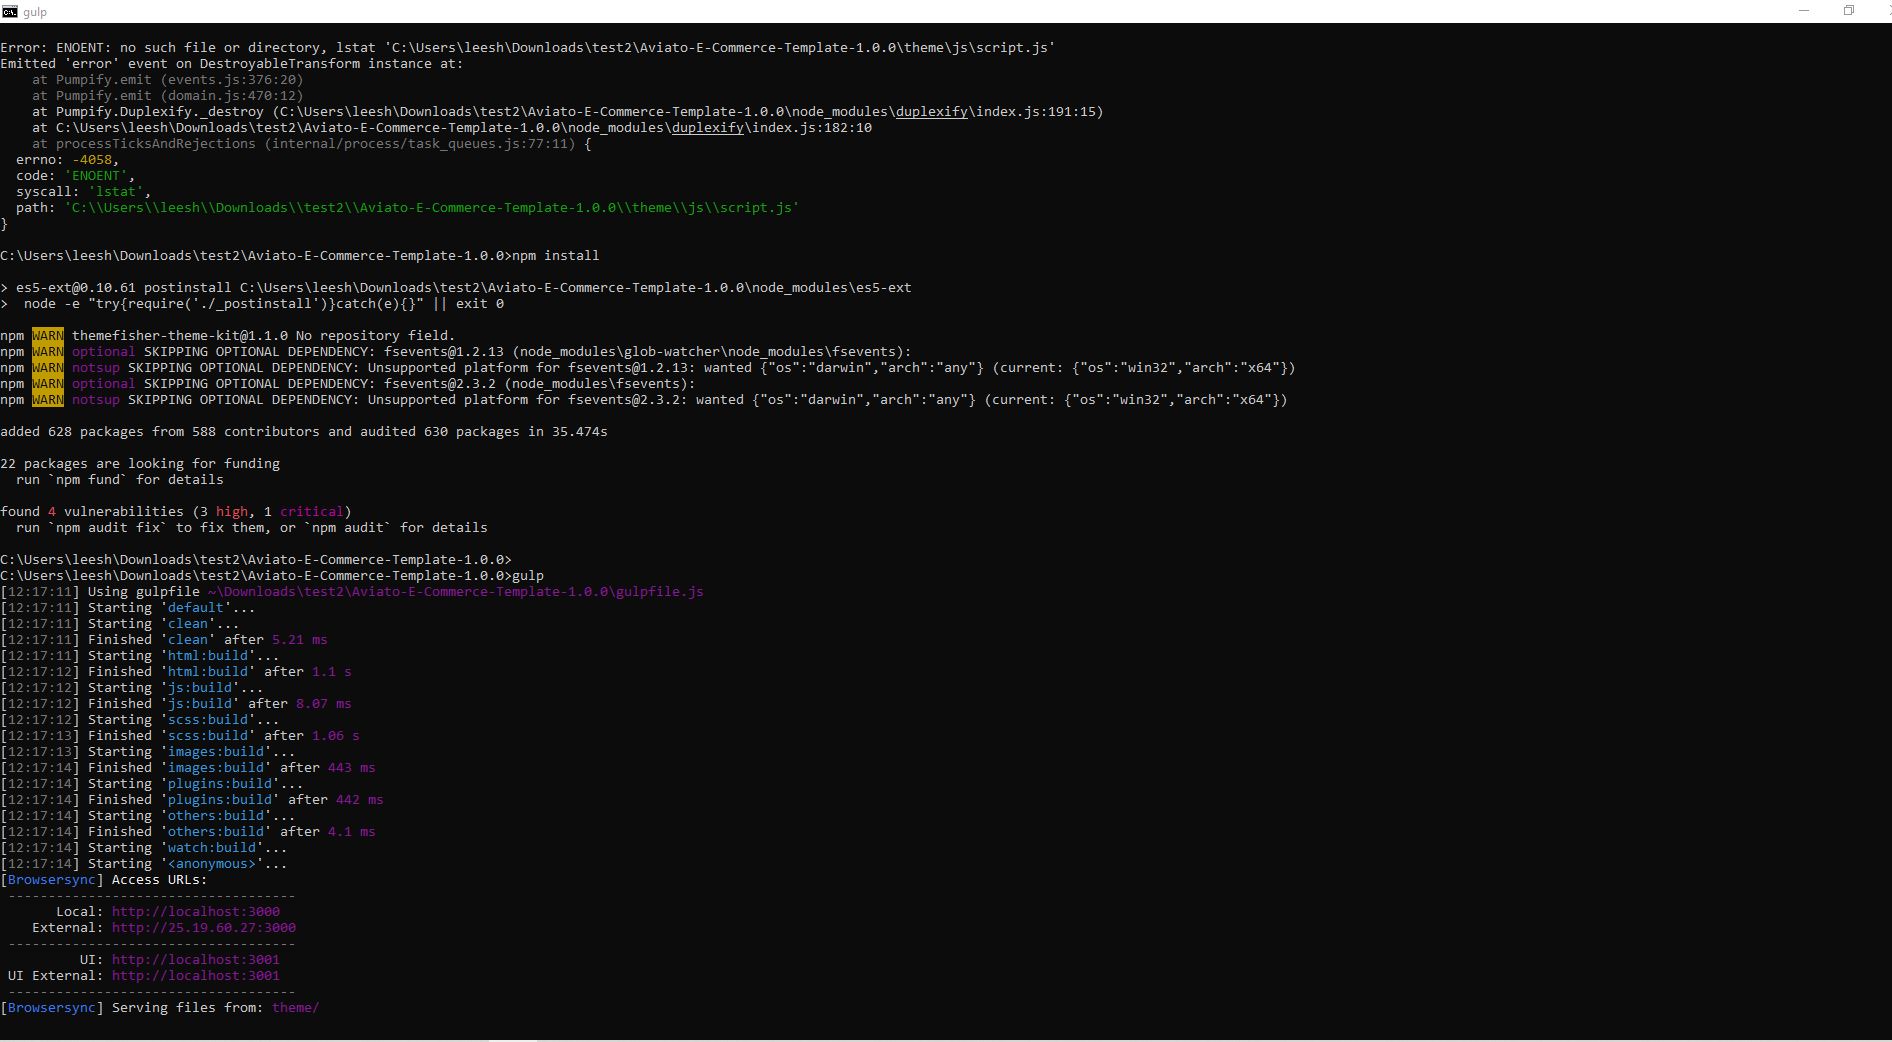 gulp
Error: ENOENT: no such file or directory, lstat 'C:\Users\leesh\Downloads\test2\Aviato-E-Commerce-Template-1.0.0\theme\js\script.js'
Emitted 'error' event on DestroyableTransform instance at:
    at Pumpify.emit (events.js:376:20)
    at Pumpify.emit (domain.js:470:12)
    at Pumpify.Duplexify._destroy (C:\Users\leesh\Downloads\test2\Aviato-E-Commerce-Template-1.0.0\node_modules\duplexify\index.js:191:15)
    at C:\Users\leesh\Downloads\test2\Aviato-E-Commerce-Template-1.0.0\node_modules\duplexify\index.js:182:10
    at processTicksAndRejections (internal/process/task_queues.js:77:11) {
  errno: -4058,
  code: 'ENOENT',
  syscall: 'lstat',
  path: 'C:\\Users\\leesh\\Downloads\\test2\\Aviato-E-Commerce-Template-1.0.0\\theme\\js\\script.js'
}
C:\Users\leesh\Downloads\test2\Aviato-E-Commerce-Template-1.0.0>npm install
> es5-ext@0.10.61 postinstall C:\Users\leesh\Downloads\test2\Aviato-E-Commerce-Template-1.0.0\node_modules\es5-ext
>  node -e "try{require('./_postinstall')}catch(e){}" || exit 0
npm WARN themefisher-theme-kit@1.1.0 No repository field.
npm WARN optional SKIPPING OPTIONAL DEPENDENCY: fsevents@1.2.13 (node_modules\glob-watcher\node_modules\fsevents):
npm WARN notsup SKIPPING OPTIONAL DEPENDENCY: Unsupported platform for fsevents@1.2.13: wanted {"os":"darwin","arch":"any"} (current: {"os":"win32","arch":"x64"})
npm WARN optional SKIPPING OPTIONAL DEPENDENCY: fsevents@2.3.2 (node_modules\fsevents):
npm WARN notsup SKIPPING OPTIONAL DEPENDENCY: Unsupported platform for fsevents@2.3.2: wanted {"os":"darwin","arch":"any"} (current: {"os":"win32","arch":"x64"})
added 628 packages from 588 contributors and audited 630 packages in 35.474s
22 packages are looking for funding
  run `npm fund` for details
found 4 vulnerabilities (3 high, 1 critical)
  run `npm audit fix` to fix them, or `npm audit` for details
C:\Users\leesh\Downloads\test2\Aviato-E-Commerce-Template-1.0.0>
C:\Users\leesh\Downloads\test2\Aviato-E-Commerce-Template-1.0.0>gulp
[12:17:11] Using gulpfile ~\Downloads\test2\Aviato-E-Commerce-Template-1.0.0\gulpfile.js
[12:17:11] Starting 'default'...
[12:17:11] Starting 'clean'...
[12:17:11] Finished 'clean' after 5.21 ms
[12:17:11] Starting 'html:build'...
[12:17:12] Finished 'html:build' after 1.1 s
[12:17:12] Starting 'js:build'...
[12:17:12] Finished 'js:build' after 8.07 ms
[12:17:12] Starting 'scss:build'...
[12:17:13] Finished 'scss:build' after 1.06 s
[12:17:13] Starting 'images:build'...
[12:17:14] Finished 'images:build' after 443 ms
[12:17:14] Starting 'plugins:build'...
[12:17:14] Finished 'plugins:build' after 442 ms
[12:17:14] Starting 'others:build'...
[12:17:14] Finished 'others:build' after 4.1 ms
[12:17:14] Starting 'watch:build'...
[12:17:14] Starting '<anonymous>'...
[Browsersync] Access URLs:
 ------------------------------------
       Local: http://localhost:3000
    External: http://25.19.60.27:3000
 ------------------------------------
          UI: http://localhost:3001
 UI External: http://localhost:3001
 ------------------------------------
[Browsersync] Serving files from: theme/